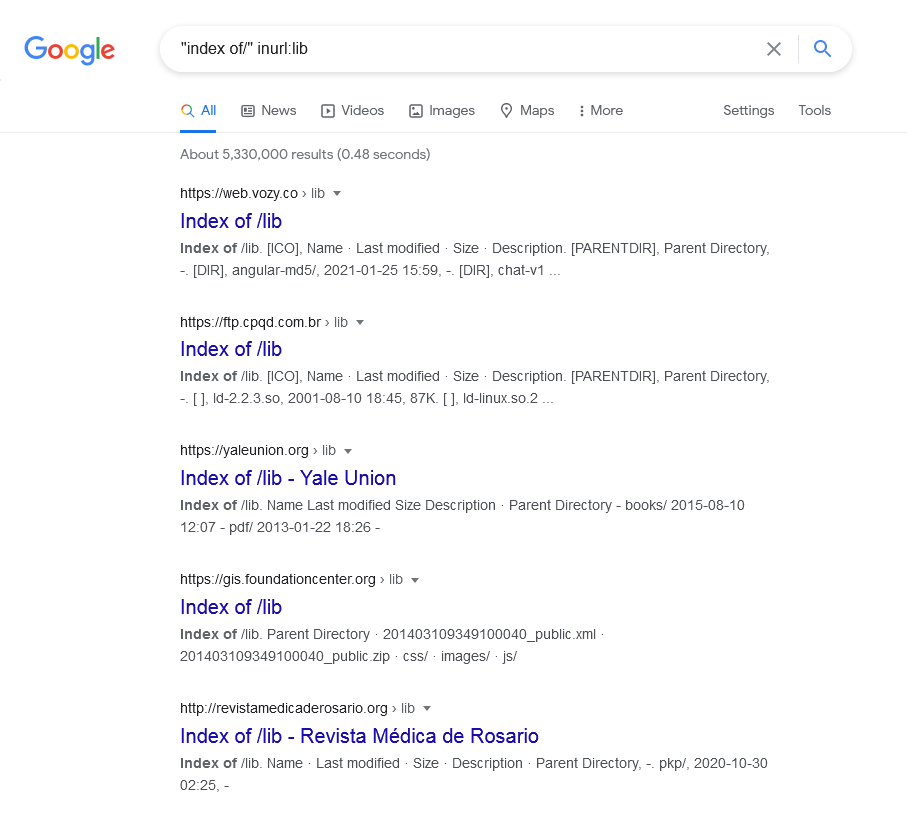 Google
"index of/" inurl:lib
All News Videos Images Maps More Settings Tools
About 5,330,000 results (0.48 seconds)
https://web.vozy.co › lib
Index of /lib
Index of /lib. [ICO], Name · Last modified · Size · Description. [PARENTDIR], Parent Directory,
-. [DIR], angular-md5/, 2021-01-25 15:59, -. [DIR], chat-v1 ...
https://ftp.cpqd.com.br › lib
Index of /lib
Index of /lib. [ICO], Name · Last modified · Size · Description. [PARENTDIR], Parent Directory,
-. [ ], ld-2.2.3.so, 2001-08-10 18:45, 87K. [ ], ld-linux.so.2 ...
https://yaleunion.org › lib
Index of /lib - Yale Union
Index of /lib. Name Last modified Size Description · Parent Directory - books/ 2015-08-10
12:07 - pdf/ 2013-01-22 18:26 -
https://gis.foundationcenter.org › lib
Index of /lib
Index of /lib. Parent Directory · 201403109349100040_public.xml ·
201403109349100040_public.zip · css/ · images/ · js/
http://revistamedicaderosario.org › lib
Index of /lib - Revista Médica de Rosario
Index of /lib. Name · Last modified · Size · Description · Parent Directory, -. pkp/, 2020-10-30
02:25, -